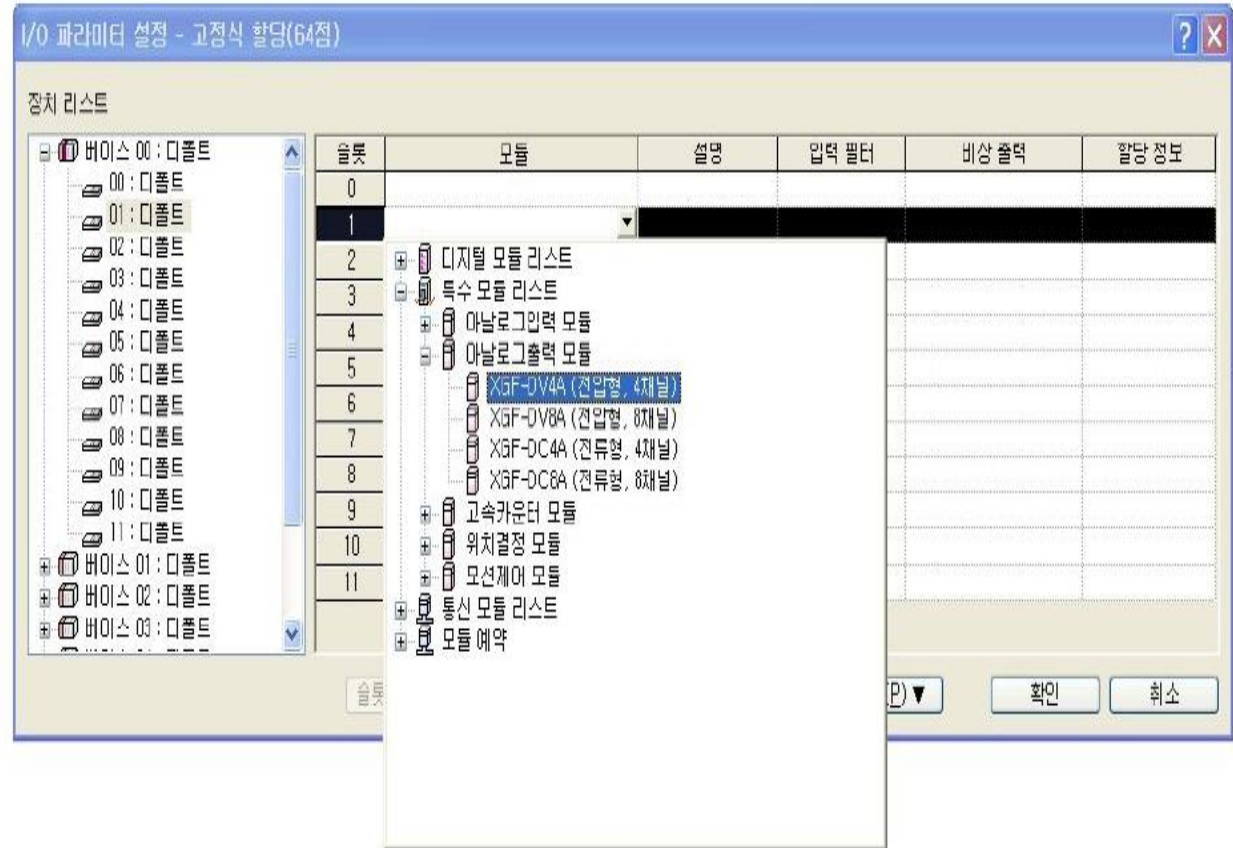 I/O 파라미터 설정 - 고정식 할당(64점)
장치 리스트
베이스 00 : 디폴트
00 : 디폴트
01 : 디폴트
02 : 디폴트
03 : 디폴트
04 : 디폴트
05 : 디폴트
06 : 디폴트
07 : 디폴트
08 : 디폴트
09 : 디폴트
10 : 디폴트
11 : 디폴트
베이스 01 : 디폴트
베이스 02 : 디폴트
베이스 03 : 디폴트
슬롯 모듈 설명 입력 필터 비상 출력 할당 정보
0
1
2
3
4
5
6
7
8
9
10
11
디지털 모듈 리스트
특수 모듈 리스트
아날로그입력 모듈
아날로그출력 모듈
XGF-DV4A (전압형, 4채널)
XGF-DV8A (전압형, 8채널)
XGF-DC4A (전류형, 4채널)
XGF-DC8A (전류형, 8채널)
고속카운터 모듈
위치결정 모듈
모션제어 모듈
통신 모듈 리스트
모듈 예약
슬롯 (P)▼ 확인 취소